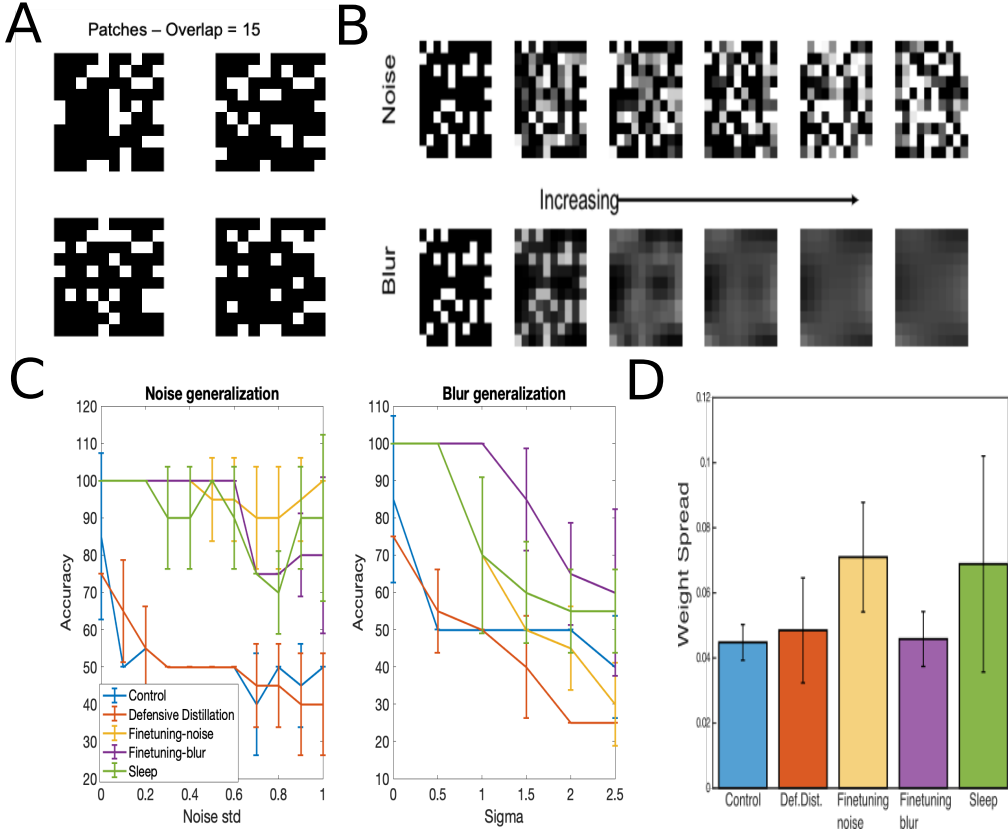 A
Patches – Overlap = 15
B
Noise
Increasing
Blur
C
Noise generalization
120
110
100
90
80
70
60
50
40
30
20
Accuracy
0
0.2
0.4
0.6
0.8
1
Noise std
Control
Defensive Distillation
Finetuning-noise
Finetuning-blur
Sleep
Blur generalization
110
100
90
80
70
60
50
40
30
20
10
Accuracy
0
0.5
1
1.5
2
2.5
Sigma
D
0.12
0.1
0.08
0.06
0.04
0.02
0
Weight Spread
Control
Def.Dist.
Finetuning
noise
Finetuning
blur
Sleep